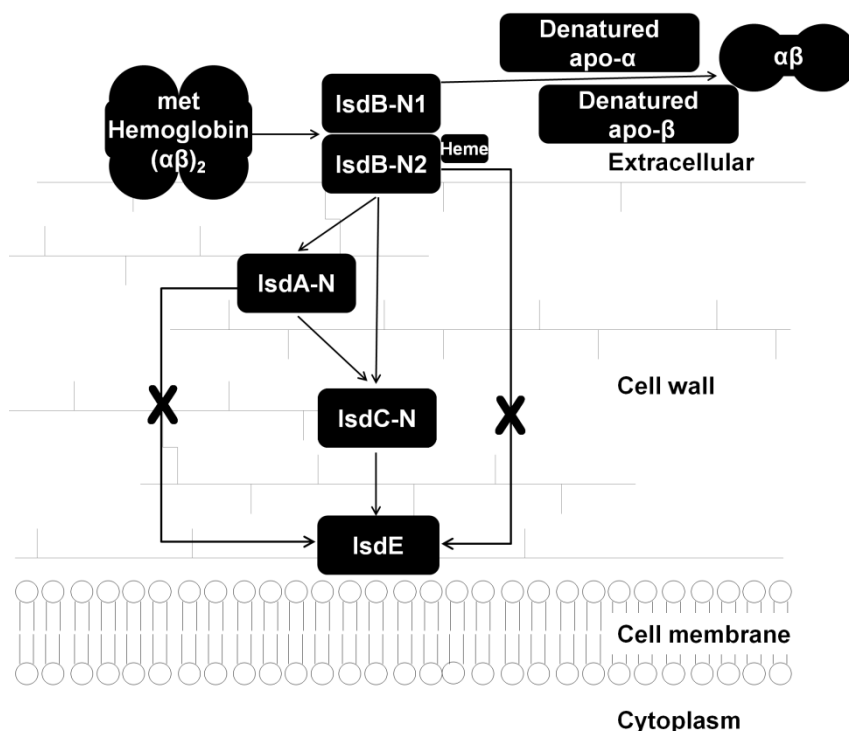 Denatured
apo-α
αβ
met
Hemoglobin
(αβ)₂
IsdB-N1
Denatured
apo-β
IsdB-N2
Heme
Extracellular
IsdA-N
Cell wall
X
IsdC-N
X
IsdE
Cell membrane
Cytoplasm